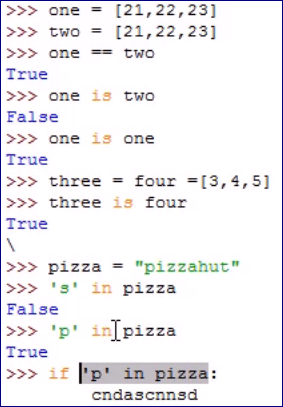 >>> one = [21,22,23]
>>> two = [21,22,23]
>>> one == two
True
>>> one is two
False
>>> one is one
True
>>> three = four =[3,4,5]
>>> three is four
True
\
>>> pizza = "pizzahut"
>>> 's' in pizza
False
>>> 'p' in pizza
True
>>> if 'p' in pizza:
cndascnnsd